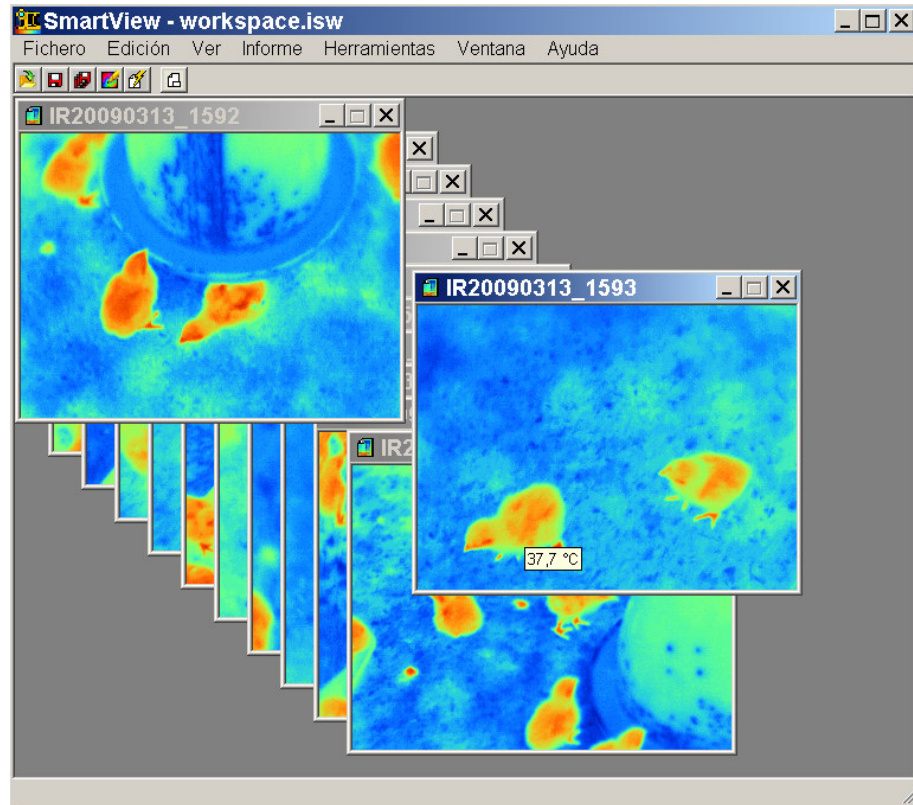 SmartView - workspace.isw
Fichero Edición Ver Informe Herramientas Ventana Ayuda
IR20090313_1592
IR20090313_1593
37,7 °C